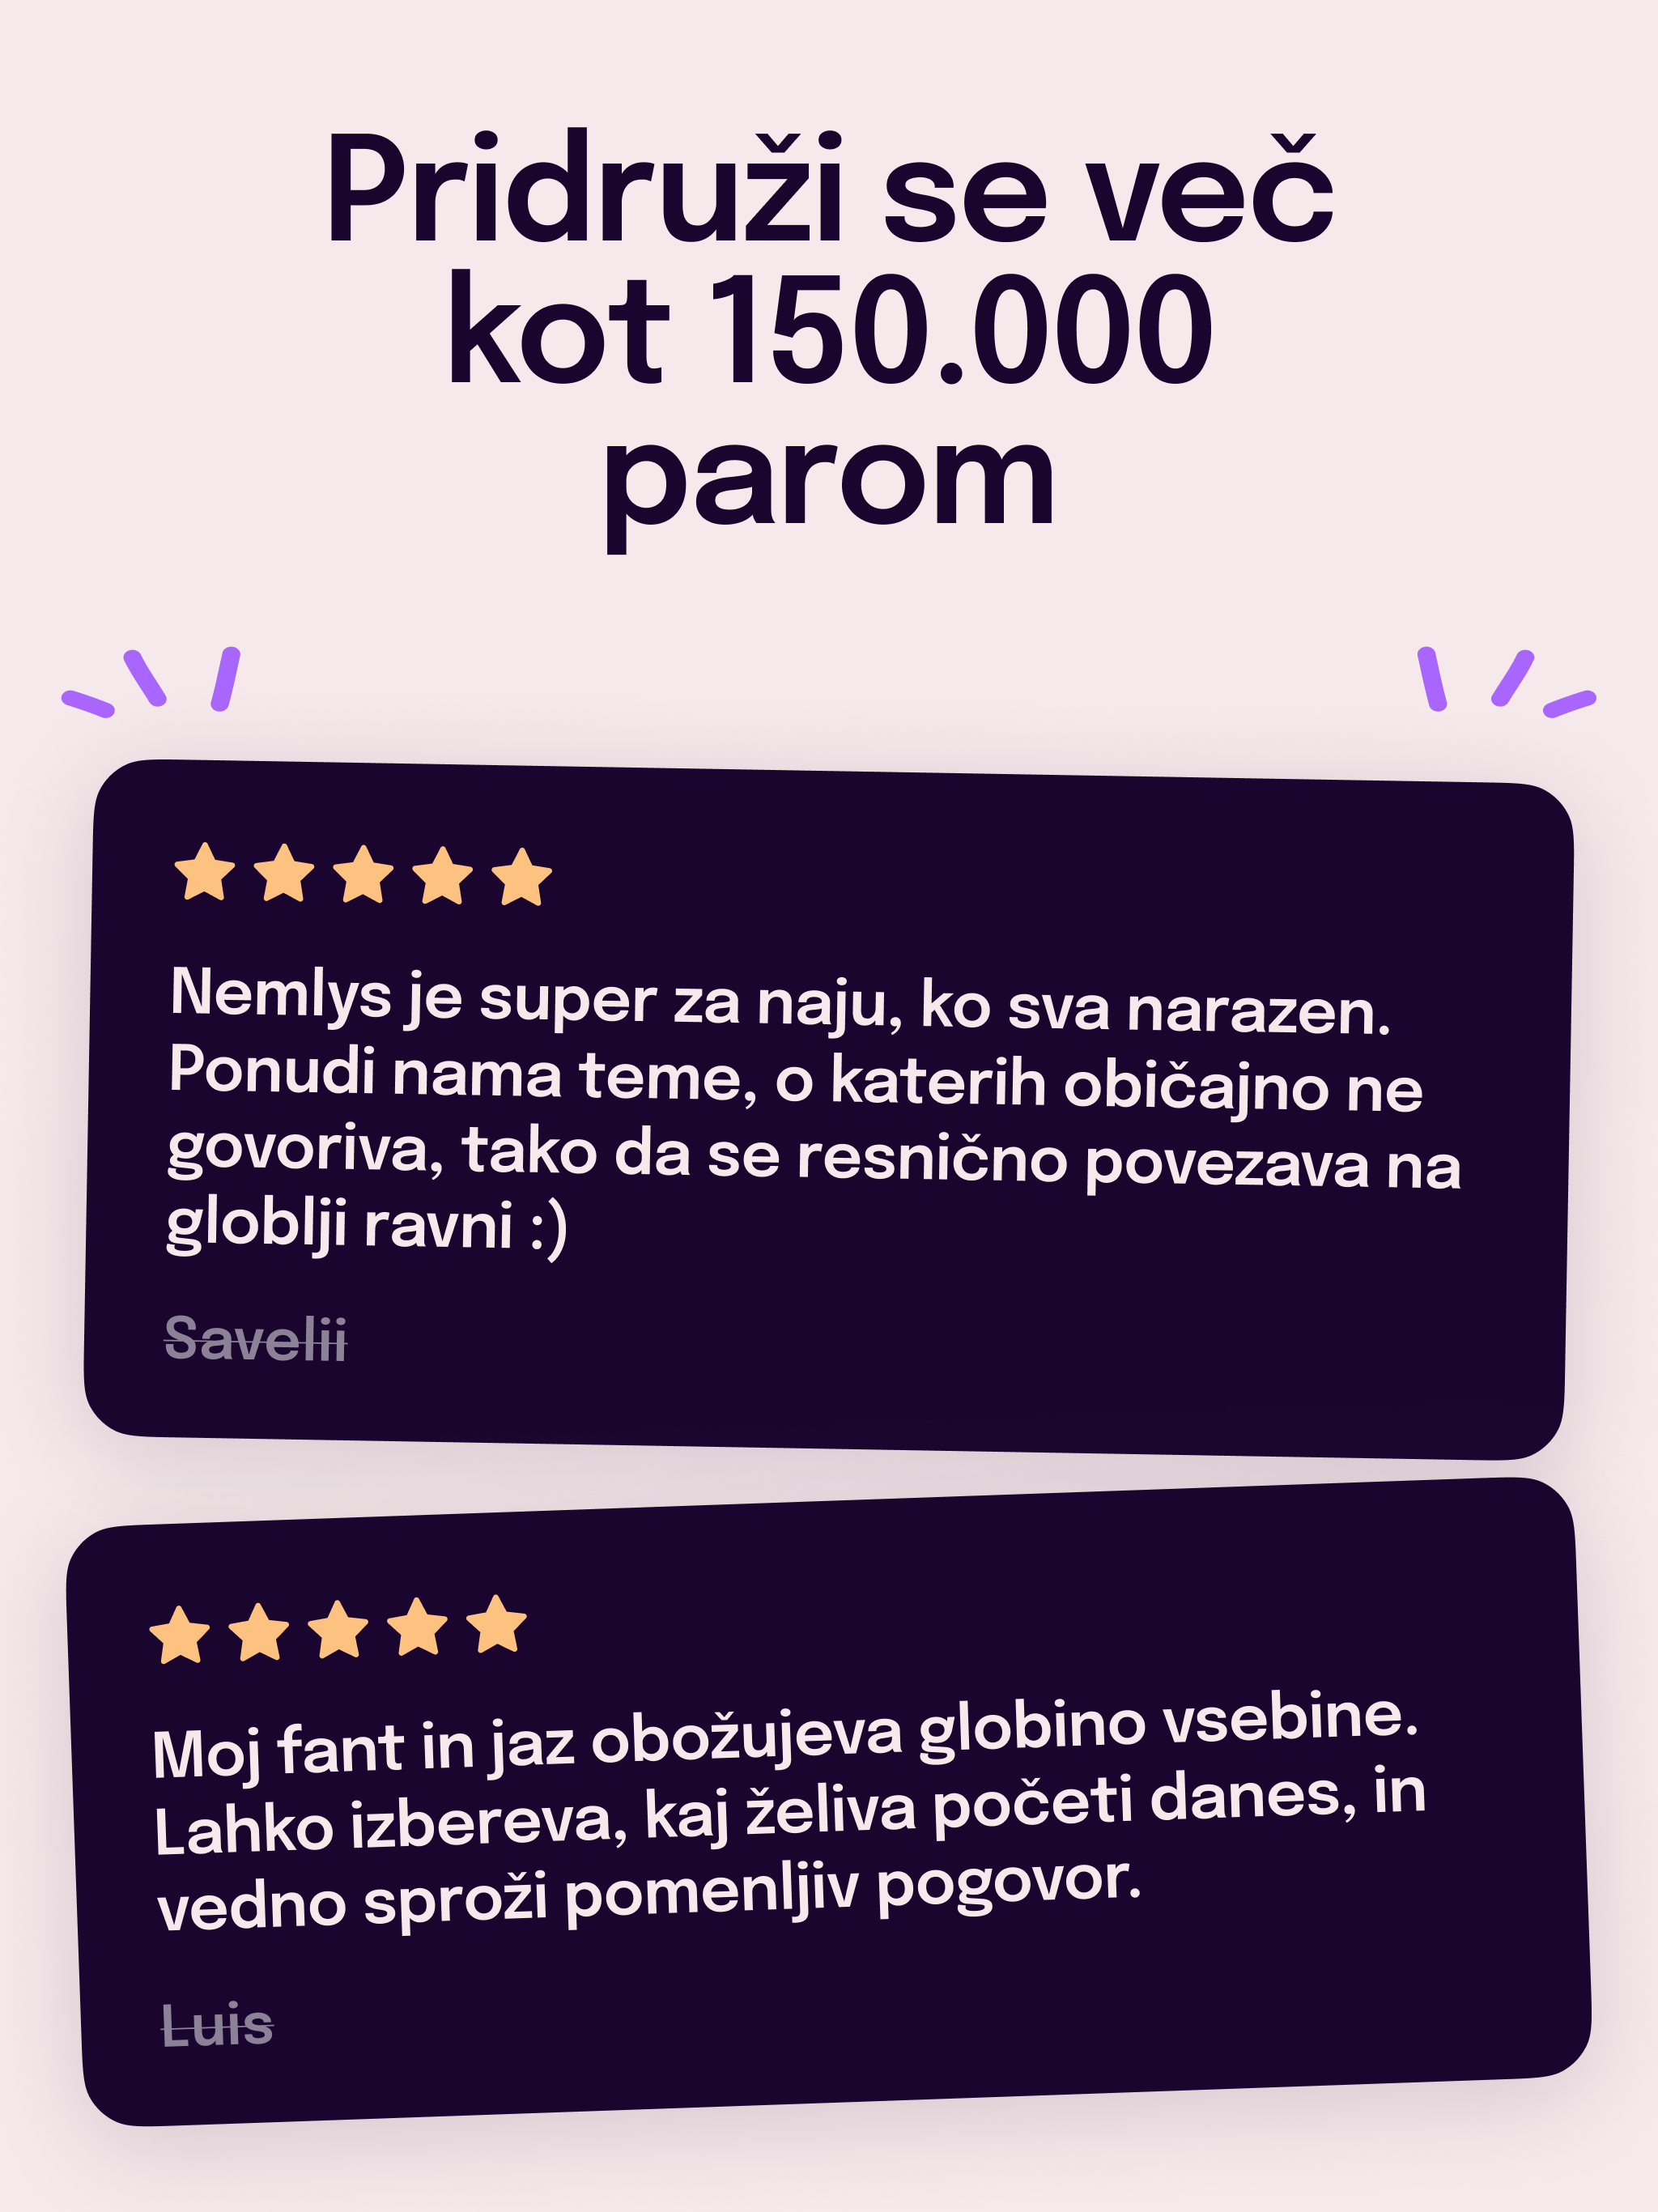 Pridruži se več
kot 150.000
parom
Nemlys je super za naju, ko sva narazen.
Ponudi nama teme, o katerih običajno ne
govoriva, tako da se resnično povezava na
globlji ravni :)
Savelii
Moj fant in jaz obožujeva globino vsebine.
Lahko izbereva, kaj želiva početi danes, in
vedno sproži pomenljiv pogovor.
Luis